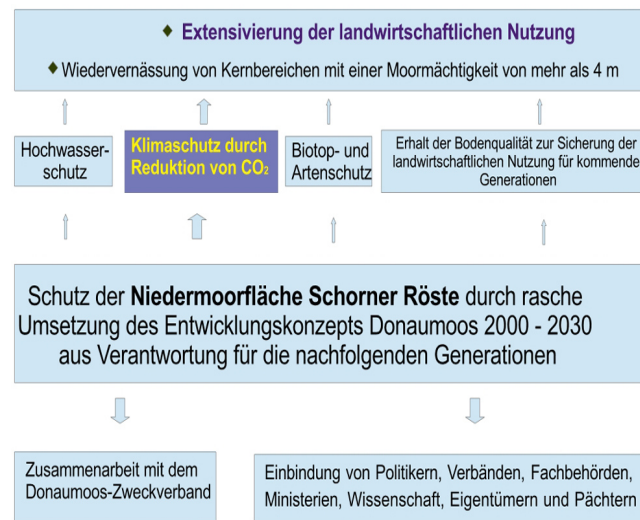 Extensivierung der landwirtschaftlichen Nutzung
Wiedervernässung von Kernbereichen mit einer Moormächtigkeit von mehr als 4 m
Hochwasser-
schutz
Klimaschutz durch
Reduktion von CO₂
Biotop- und
Artenschutz
Erhalt der Bodenqualität zur Sicherung der
landwirtschaftlichen Nutzung für kommende
Generationen
Schutz der Niedermoorfläche Schorner Röste durch rasche
Umsetzung des Entwicklungskonzepts Donaumoos 2000 - 2030
aus Verantwortung für die nachfolgenden Generationen
Zusammenarbeit mit dem
Donaumoos-Zweckverband
Einbindung von Politikern, Verbänden, Fachbehörden,
Ministerien, Wissenschaft, Eigentümern und Pächtern